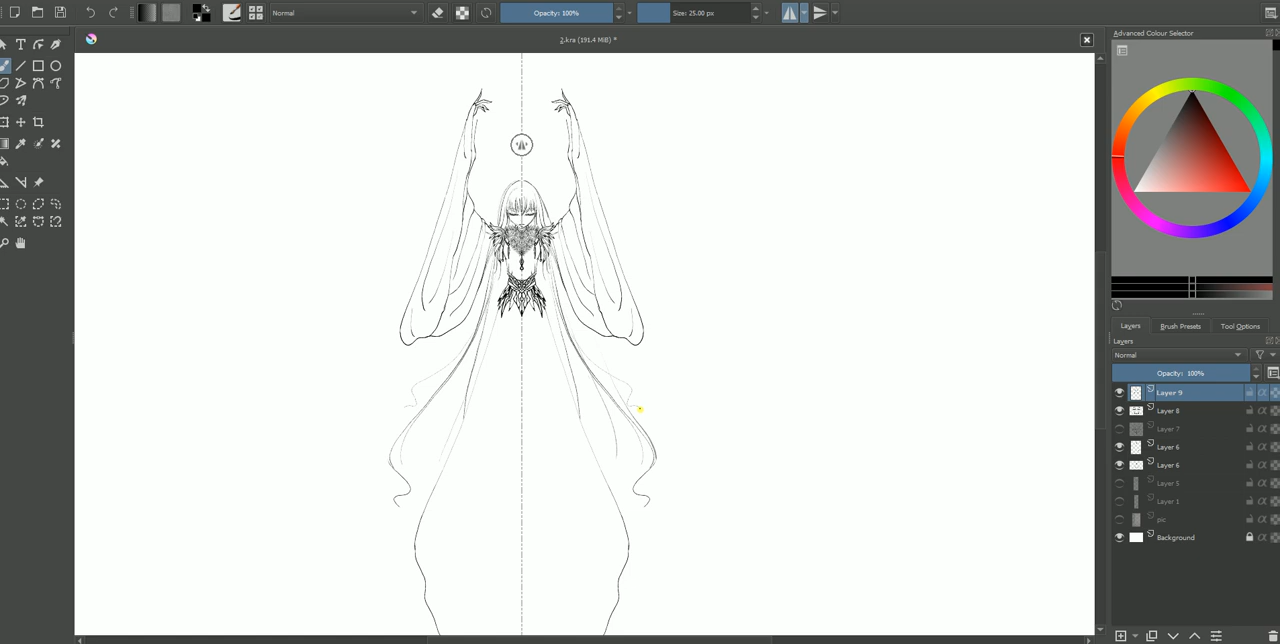 Normal
Opacity: 100%
Size: 25.00 px
2.kra (191.4 MiB) *
Advanced Colour Selector
Layers
Brush Presets
Tool Options
Layers
Normal
Opacity: 100%
Layer 9
Layer 8
Layer 7
Layer 6
Layer 6
Layer 5
Layer 1
pic
Background